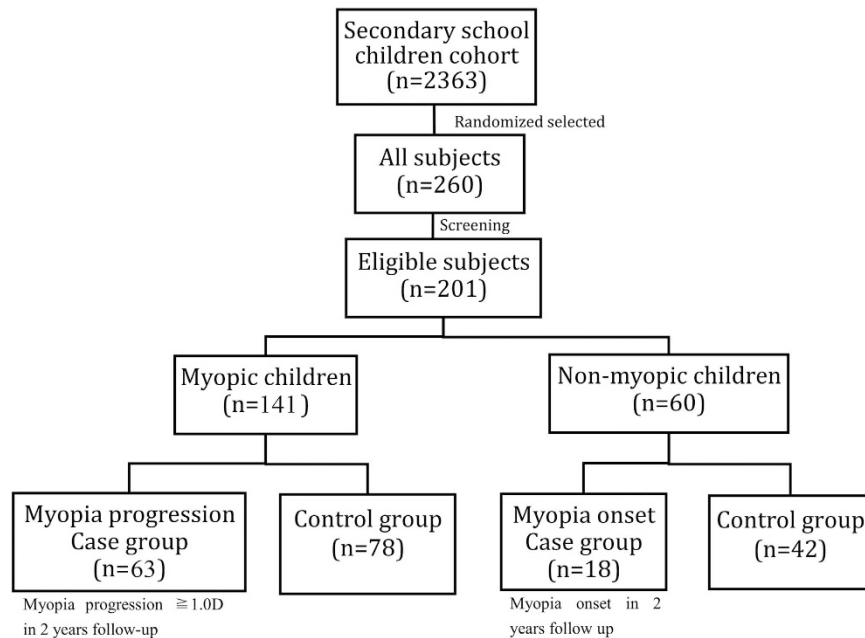 Secondary school
children cohort
(n=2363)
Randomized selected
All subjects
(n=260)
Screening
Eligible subjects
(n=201)
Myopic children
(n=141)
Non-myopic children
(n=60)
Myopia progression
Case group
(n=63)
Control group
(n=78)
Myopia onset
Case group
(n=18)
Control group
(n=42)
Myopia progression ≧1.0D
in 2 years follow-up
Myopia onset in 2
years follow up